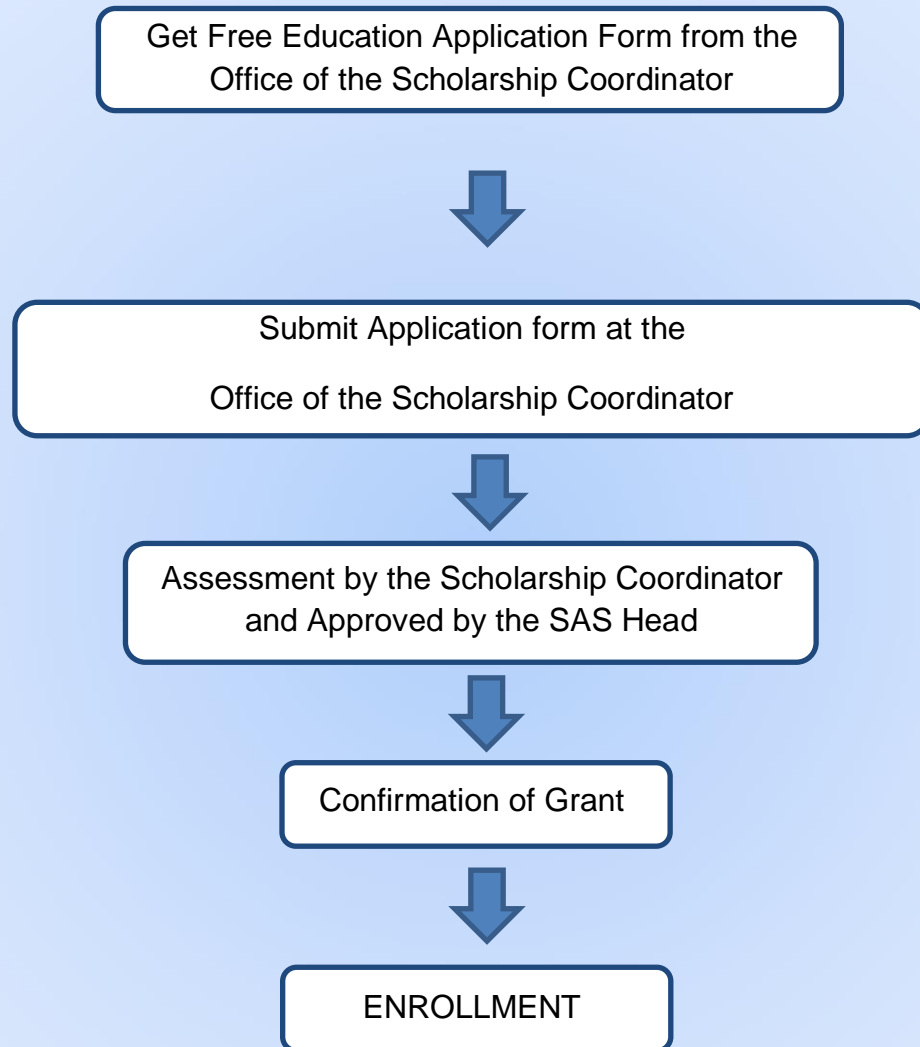 Get Free Education Application Form from the
Office of the Scholarship Coordinator
Submit Application form at the
Office of the Scholarship Coordinator
Assessment by the Scholarship Coordinator
and Approved by the SAS Head
Confirmation of Grant
ENROLLMENT